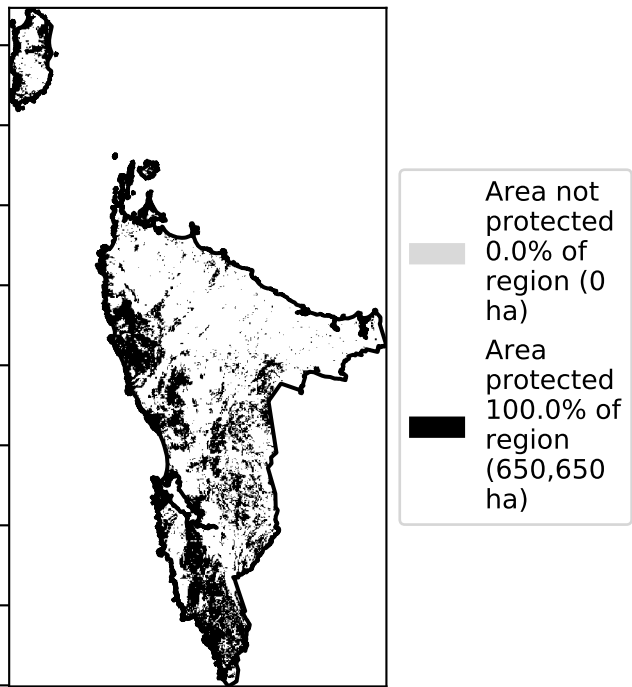 Area not
protected
0.0% of
region (0
ha)
Area
protected
100.0% of
region
(650,650
ha)